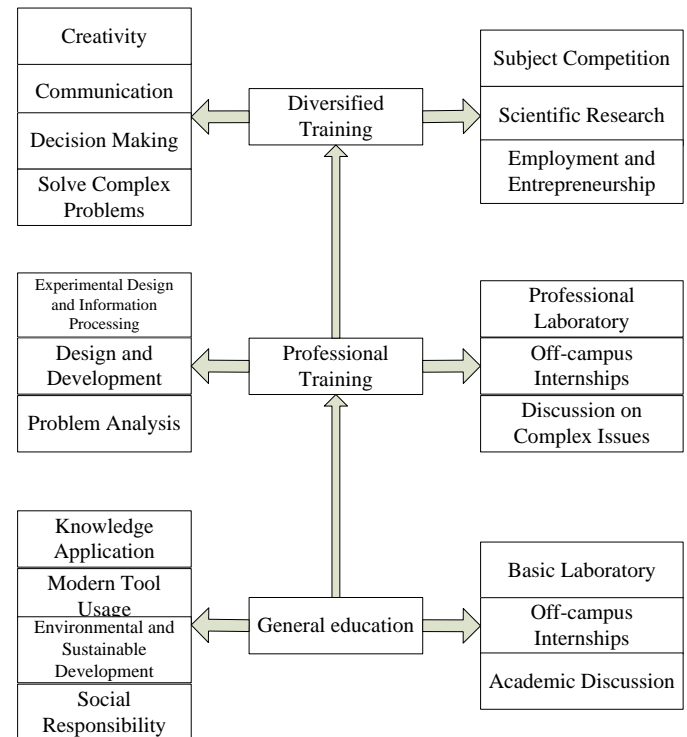 Creativity
Communication
Decision Making
Solve Complex
Problems
Diversified
Training
Subject Competition
Scientific Research
Employment and
Entrepreneurship
Experimental Design
and Information
Processing
Design and
Development
Problem Analysis
Professional
Training
Professional
Laboratory
Off-campus
Internships
Discussion on
Complex Issues
Knowledge
Application
Modern Tool
Usage
Environmental and
Sustainable
Development
Social
Responsibility
General education
Basic Laboratory
Off-campus
Internships
Academic Discussion